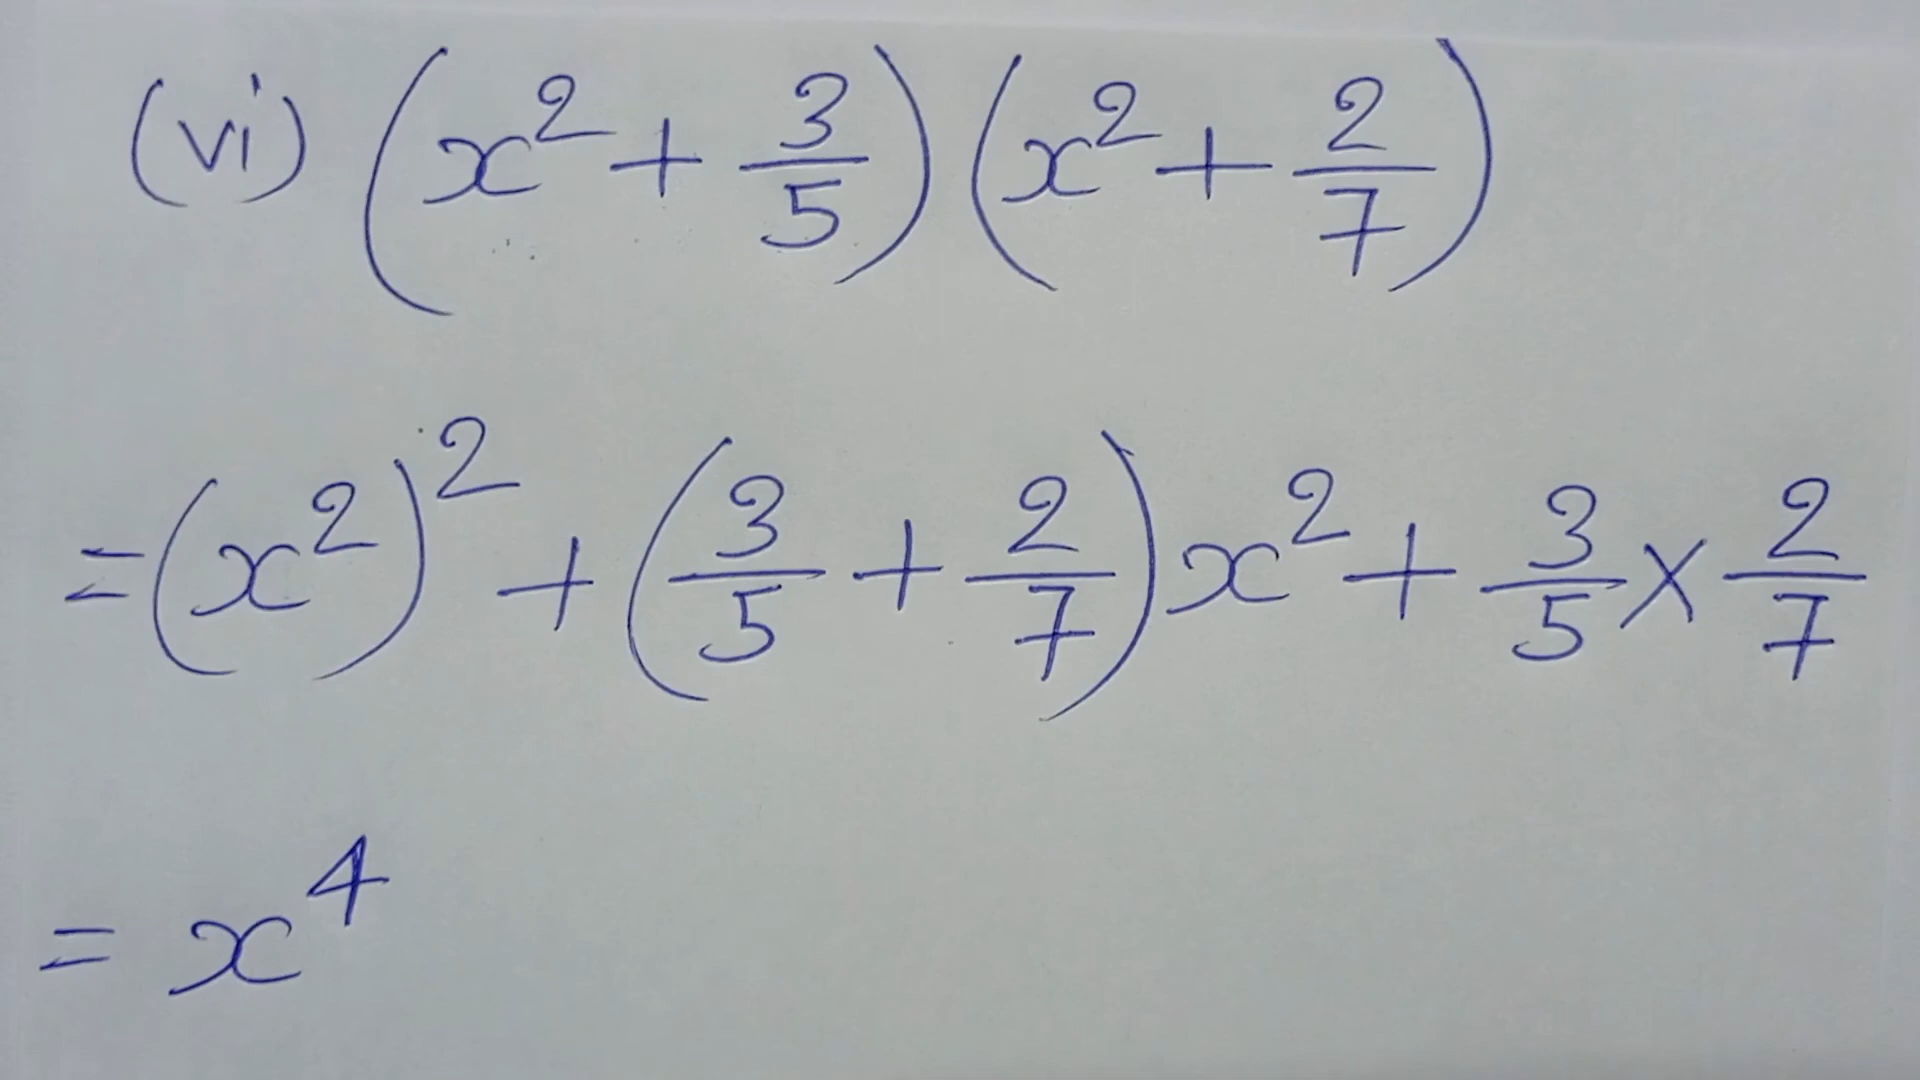 (vi) (x² + 3/5)(x² + 2/7)
= (x²)² + (3/5 + 2/7)x² + 3/5 × 2/7
= x⁴